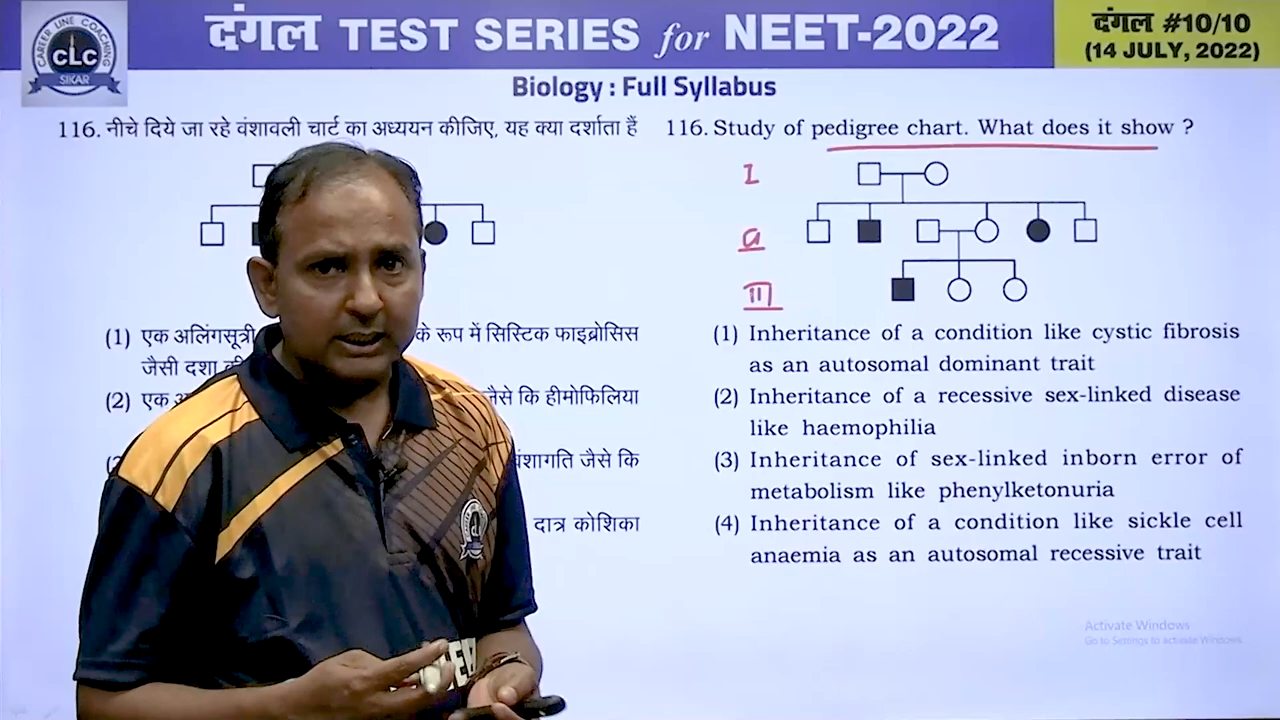 दंगल TEST SERIES for NEET-2022
दंगल #10/10
(14 JULY, 2022)
CAREER LINE COACHING
CLC
SIKAR
Biology : Full Syllabus
116. नीचे दिये जा रहे वंशावली चार्ट का अध्ययन कीजिए, यह क्या दर्शाता हैं
(1) एक अलिंगसूत्री
के रूप में सिस्टिक फाइब्रोसिस
जैसी दशा की
(2) एक
जैसे कि हीमोफिलिया
वंशागति जैसे कि
दात्र कोशिका
116. Study of pedigree chart. What does it show ?
I
II
III
(1) Inheritance of a condition like cystic fibrosis
as an autosomal dominant trait
(2) Inheritance of a recessive sex-linked disease
like haemophilia
(3) Inheritance of sex-linked inborn error of
metabolism like phenylketonuria
(4) Inheritance of a condition like sickle cell
anaemia as an autosomal recessive trait
Activate Windows
Go to Settings to activate Windows.